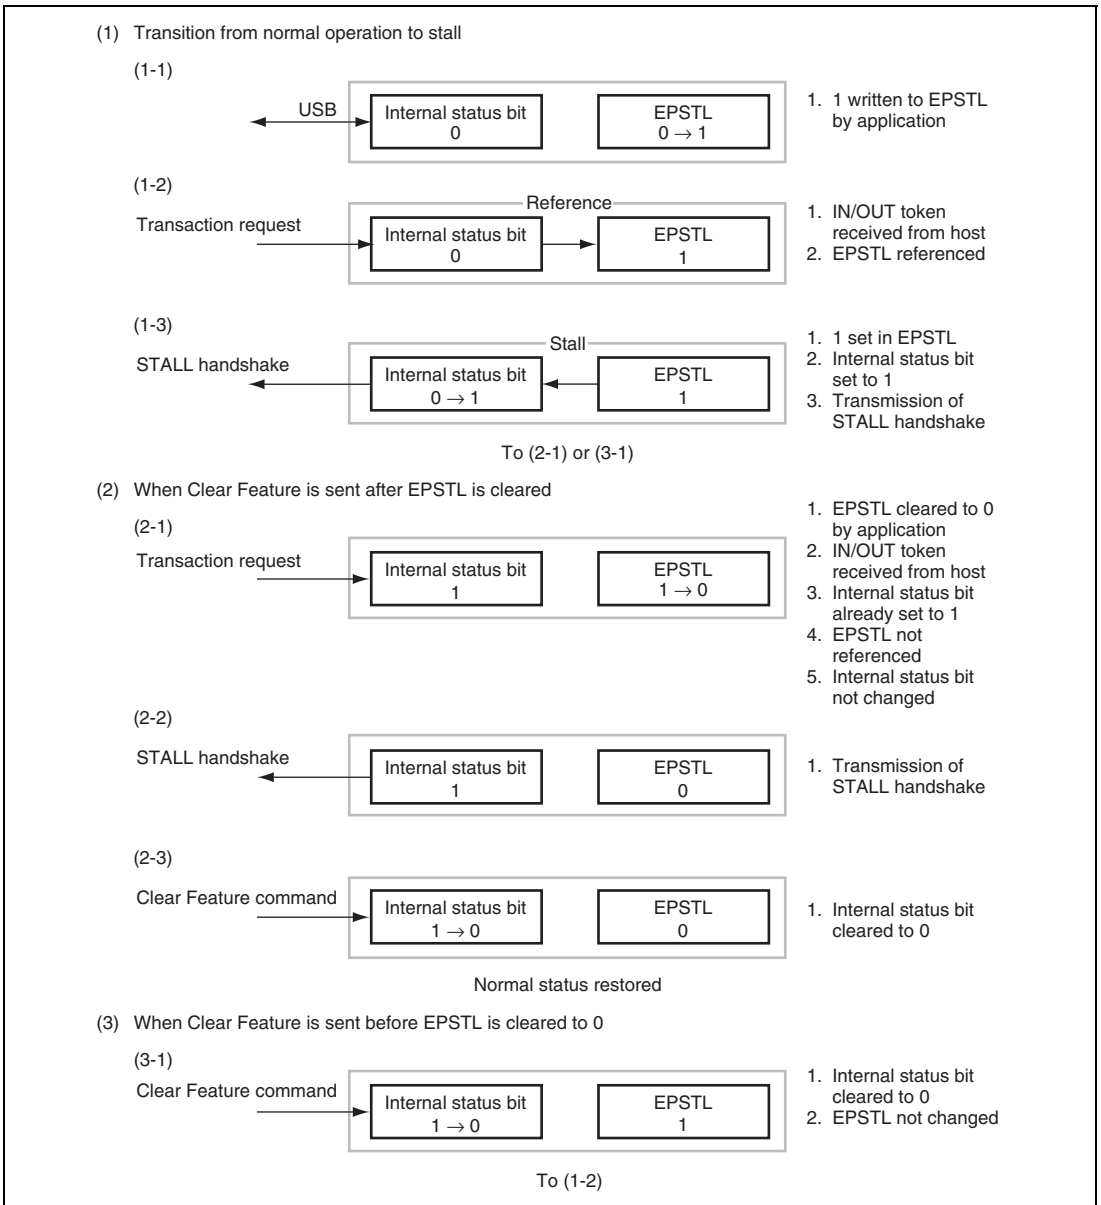 (1) Transition from normal operation to stall
(1-1)
USB
Internal status bit
0
EPSTL
0 → 1
1. 1 written to EPSTL
by application
(1-2)
Transaction request
Reference
Internal status bit
0
EPSTL
1
1. IN/OUT token
received from host
2. EPSTL referenced
(1-3)
STALL handshake
Stall
Internal status bit
0 → 1
EPSTL
1
1. 1 set in EPSTL
2. Internal status bit
set to 1
3. Transmission of
STALL handshake
To (2-1) or (3-1)
(2) When Clear Feature is sent after EPSTL is cleared
(2-1)
Transaction request
Internal status bit
1
EPSTL
1 → 0
1. EPSTL cleared to 0
by application
2. IN/OUT token
received from host
3. Internal status bit
already set to 1
4. EPSTL not
referenced
5. Internal status bit
not changed
(2-2)
STALL handshake
Internal status bit
1
EPSTL
0
1. Transmission of
STALL handshake
(2-3)
Clear Feature command
Internal status bit
1 → 0
EPSTL
0
1. Internal status bit
cleared to 0
Normal status restored
(3) When Clear Feature is sent before EPSTL is cleared to 0
(3-1)
Clear Feature command
Internal status bit
1 → 0
EPSTL
1
1. Internal status bit
cleared to 0
2. EPSTL not changed
To (1-2)